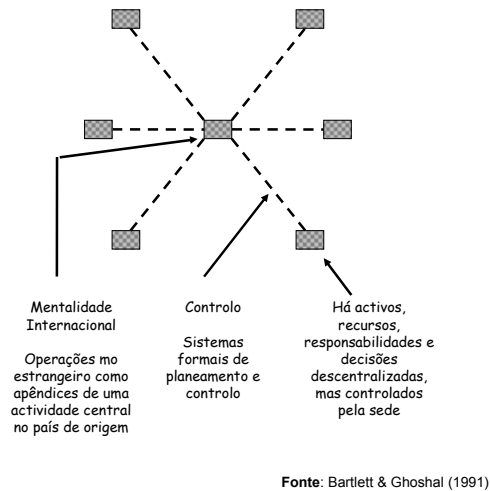 Mentalidade
Internacional
Operações mo
estrangeiro como
apêndices de uma
actividade central
no país de origem
Controlo
Sistemas
formais de
planeamento e
controlo
Há activos,
recursos,
responsabilidades e
decisões
descentralizadas,
mas controlados
pela sede
Fonte: Bartlett & Ghoshal (1991)